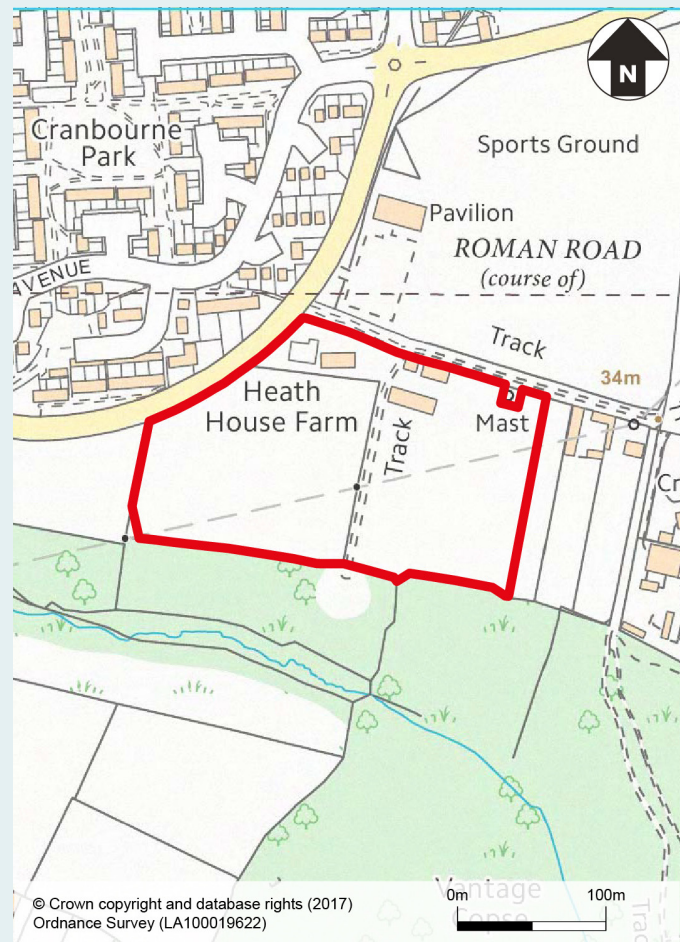 N
Cranbourne
Park
Sports Ground
Pavilion
ROMAN ROAD
(course of)
AVENUE
Track
34m
Heath
House Farm
Track
Mast
Cr
Vantage
Copse
Trac
0m
100m
© Crown copyright and database rights (2017)
Ordnance Survey (LA100019622)